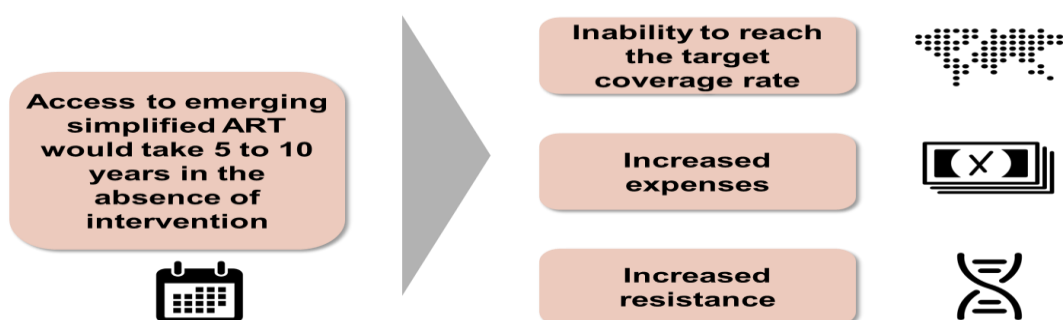 Access to emerging
simplified ART
would take 5 to 10
years in the
absence of
intervention
Inability to reach
the target
coverage rate
Increased
expenses
Increased
resistance